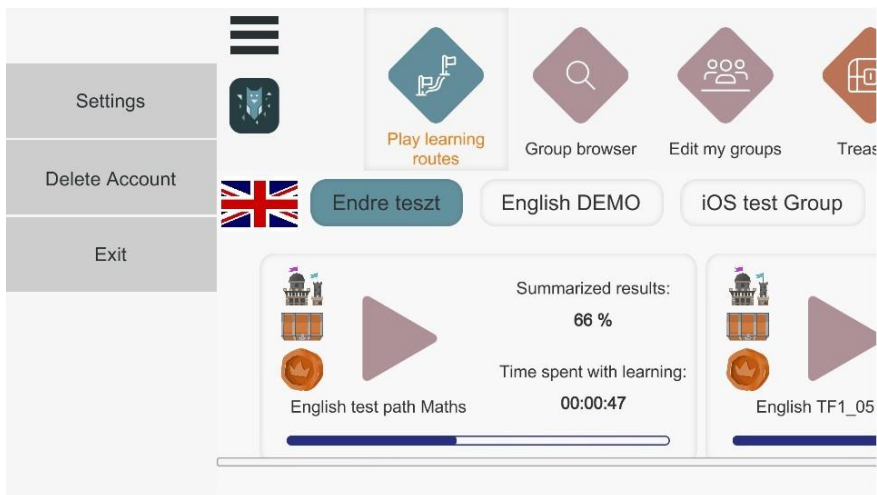 Settings
Delete Account
Exit
Play learning
routes
Group browser
Edit my groups
Treas
Endre teszt
English DEMO
iOS test Group
Summarized results:
66 %
Time spent with learning:
00:00:47
English test path Maths
English TF1_05